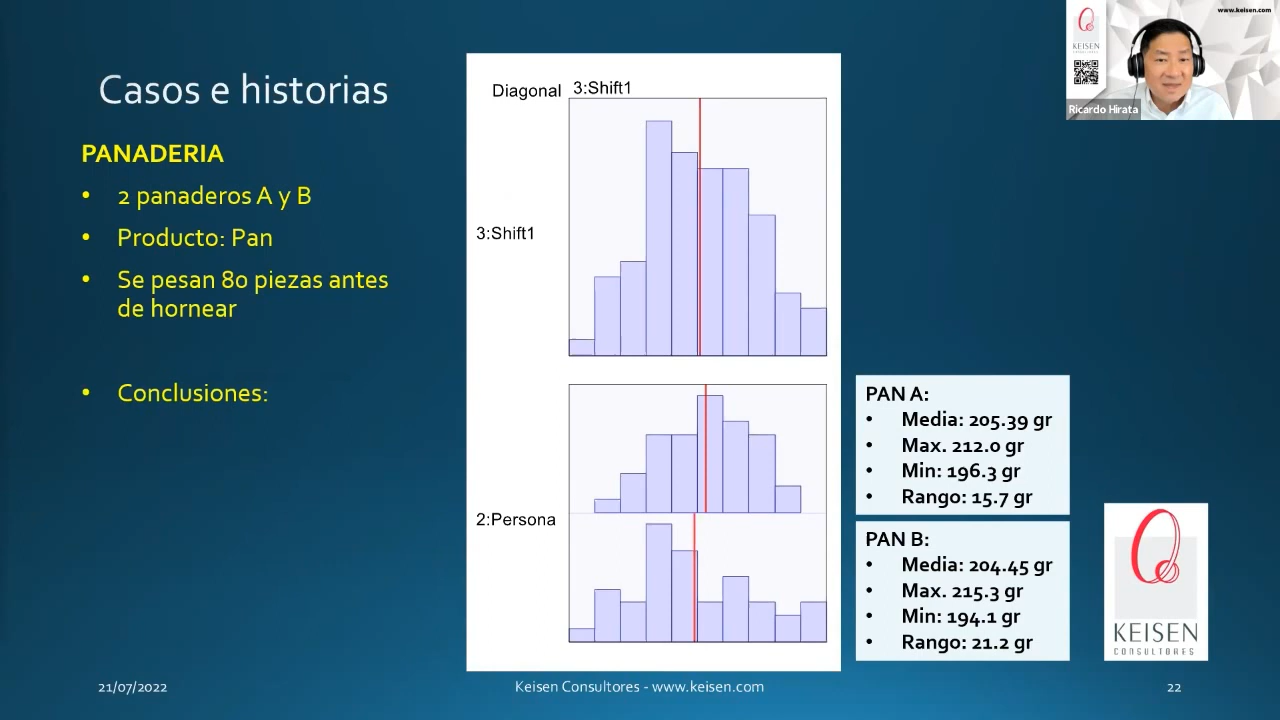 Casos e historias
PANADERIA
• 2 panaderos A y B
• Producto: Pan
• Se pesan 80 piezas antes
de hornear
• Conclusiones:
Diagonal 3:Shift1
3:Shift1
2:Persona
PAN A:
• Media: 205.39 gr
• Max. 212.0 gr
• Min: 196.3 gr
• Rango: 15.7 gr
PAN B:
• Media: 204.45 gr
• Max. 215.3 gr
• Min: 194.1 gr
• Rango: 21.2 gr
KEISEN
CONSULTORES
www.keisen.com
KEISEN
Ricardo Hirata
21/07/2022
Keisen Consultores - www.keisen.com
22